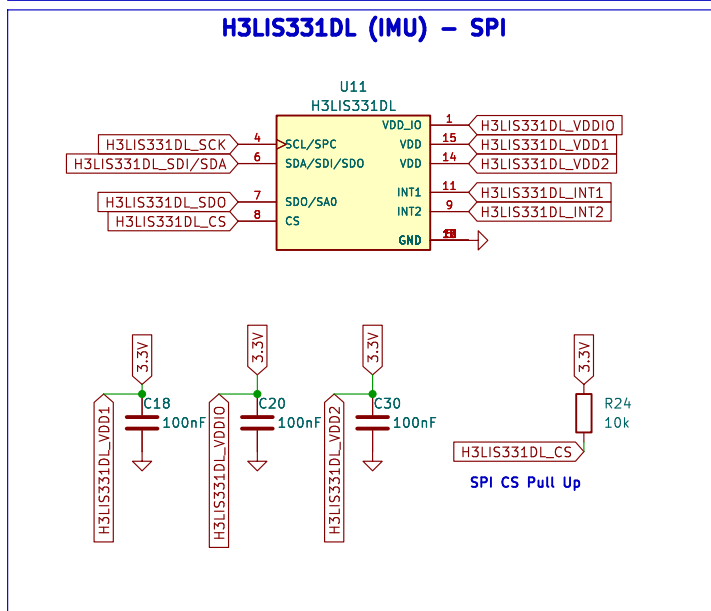 H3LIS331DL (IMU) - SPI
U11
H3LIS331DL
VDD_IO 1 H3LIS331DL_VDDIO
H3LIS331DL_SCK 4 SCL/SPC VDD 15 H3LIS331DL_VDD1
H3LIS331DL_SDI/SDA 6 SDA/SDI/SDO VDD 14 H3LIS331DL_VDD2
INT1 11 H3LIS331DL_INT1
H3LIS331DL_SDO 7 SDO/SA0 INT2 9 H3LIS331DL_INT2
H3LIS331DL_CS 8 CS
GND
3.3V 3.3V 3.3V 3.3V
C18 C20 C30 R24
100nF 100nF 100nF 10k
H3LIS331DL_VDD1 H3LIS331DL_VDDIO H3LIS331DL_VDD2
H3LIS331DL_CS
SPI CS Pull Up